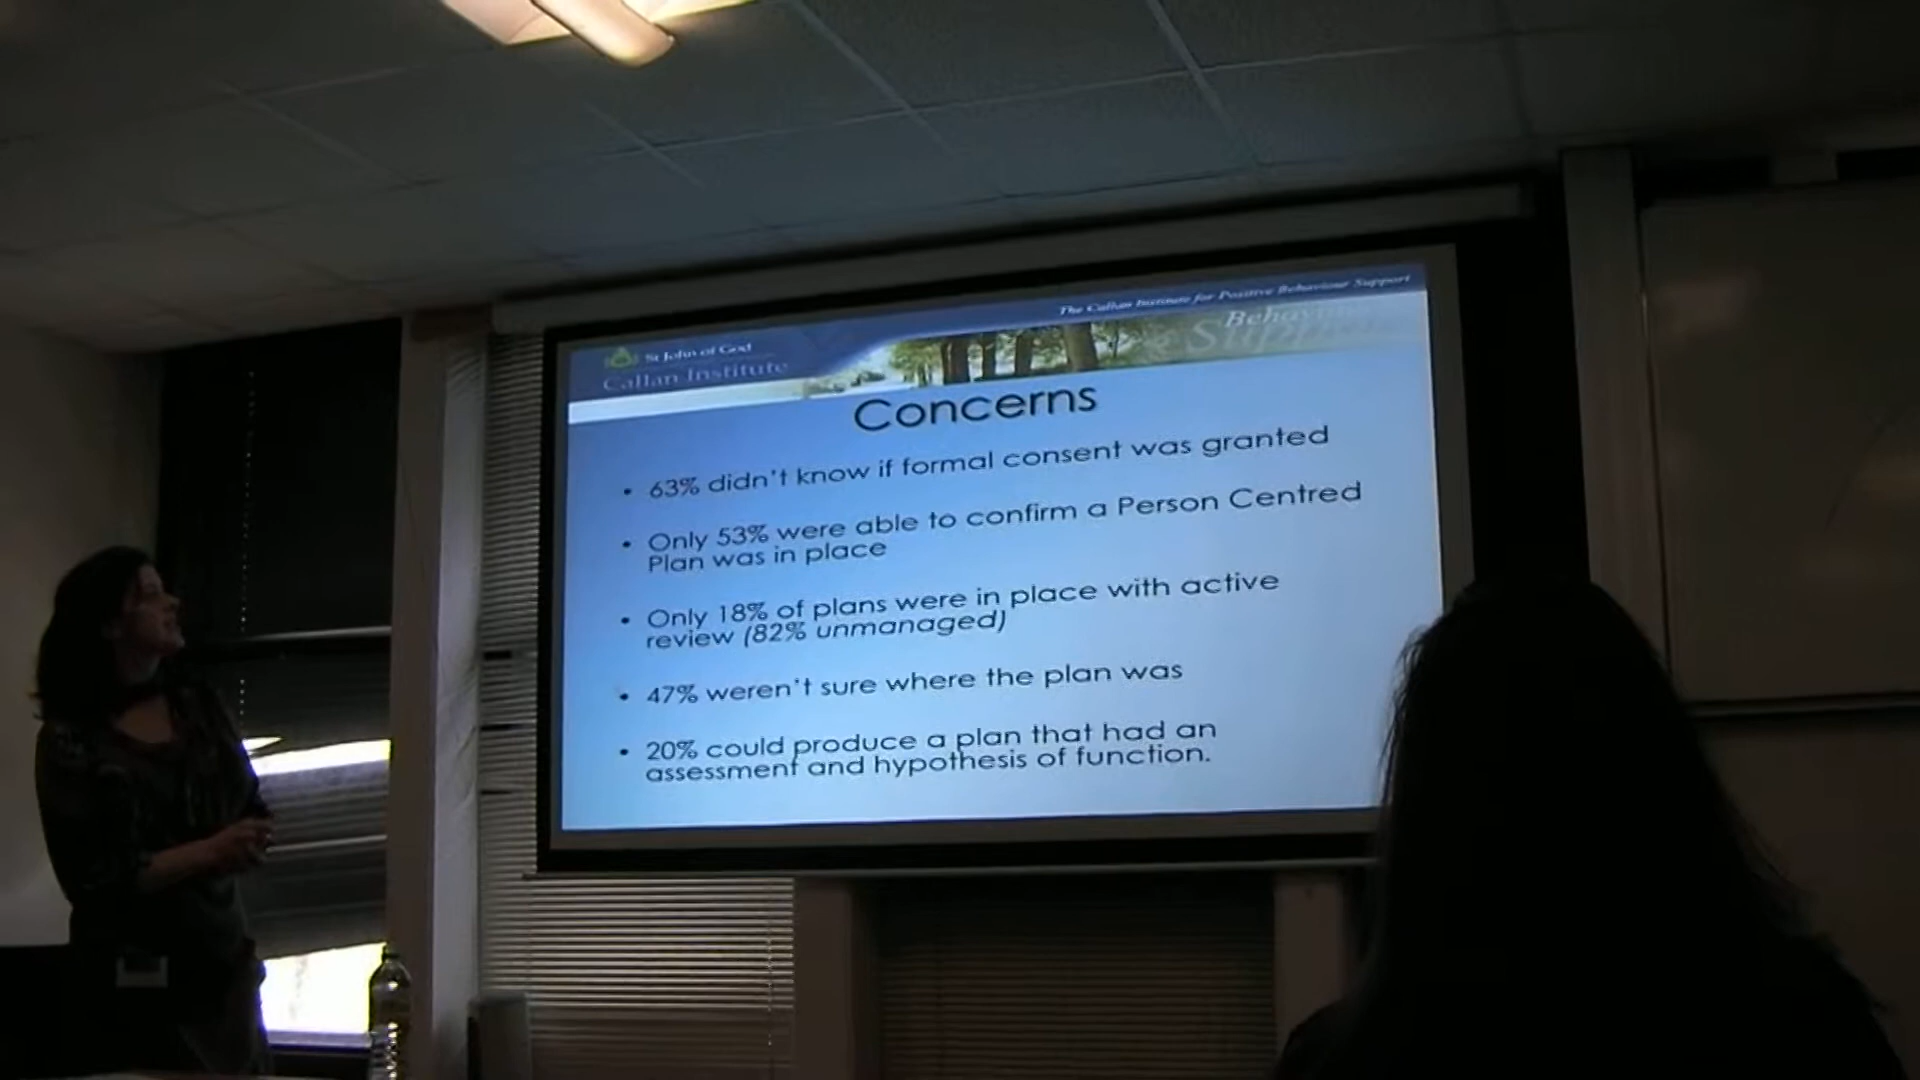 The Callan Institute for Positive Behaviour Support
St John of God
Callan Institute
Concerns
• 63% didn't know if formal consent was granted
• Only 53% were able to confirm a Person Centred
Plan was in place
• Only 18% of plans were in place with active
review (82% unmanaged)
• 47% weren't sure where the plan was
• 20% could produce a plan that had an
assessment and hypothesis of function.